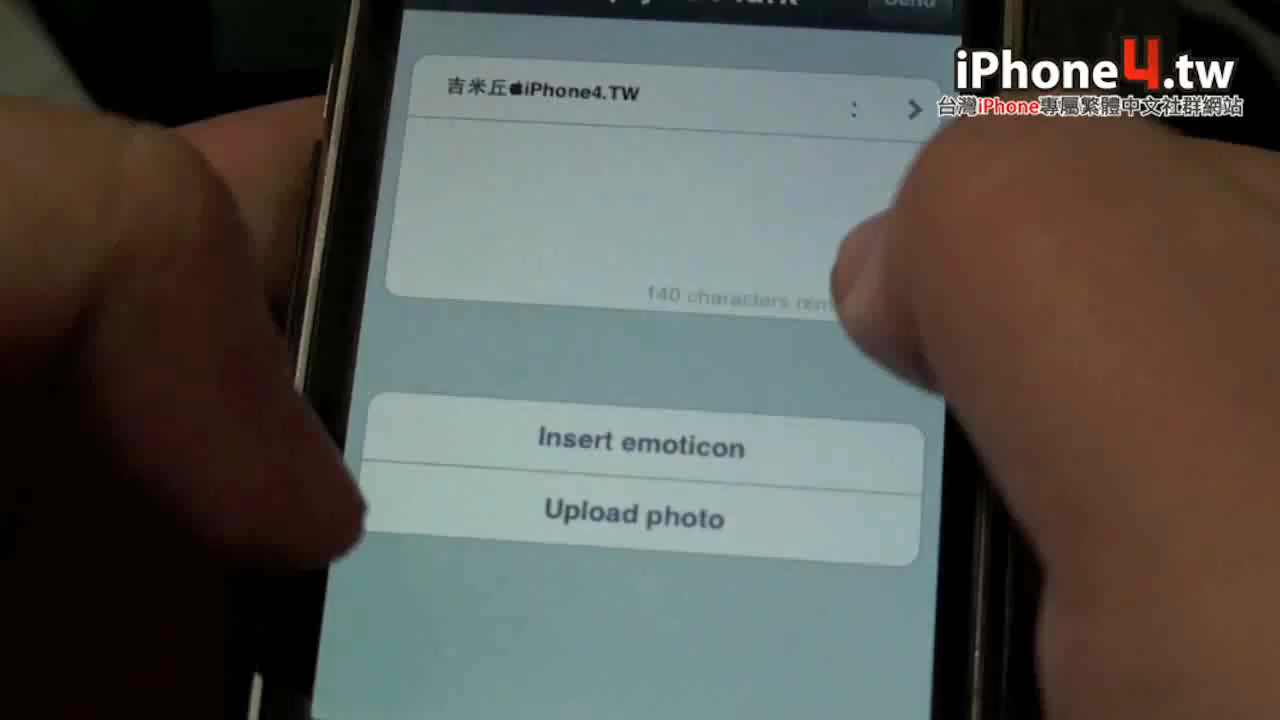 Send
iPhone4.tw
台灣iPhone專屬繁體中文社群網站
吉米丘iPhone4.TW
:
140 characters
Insert emoticon
Upload photo